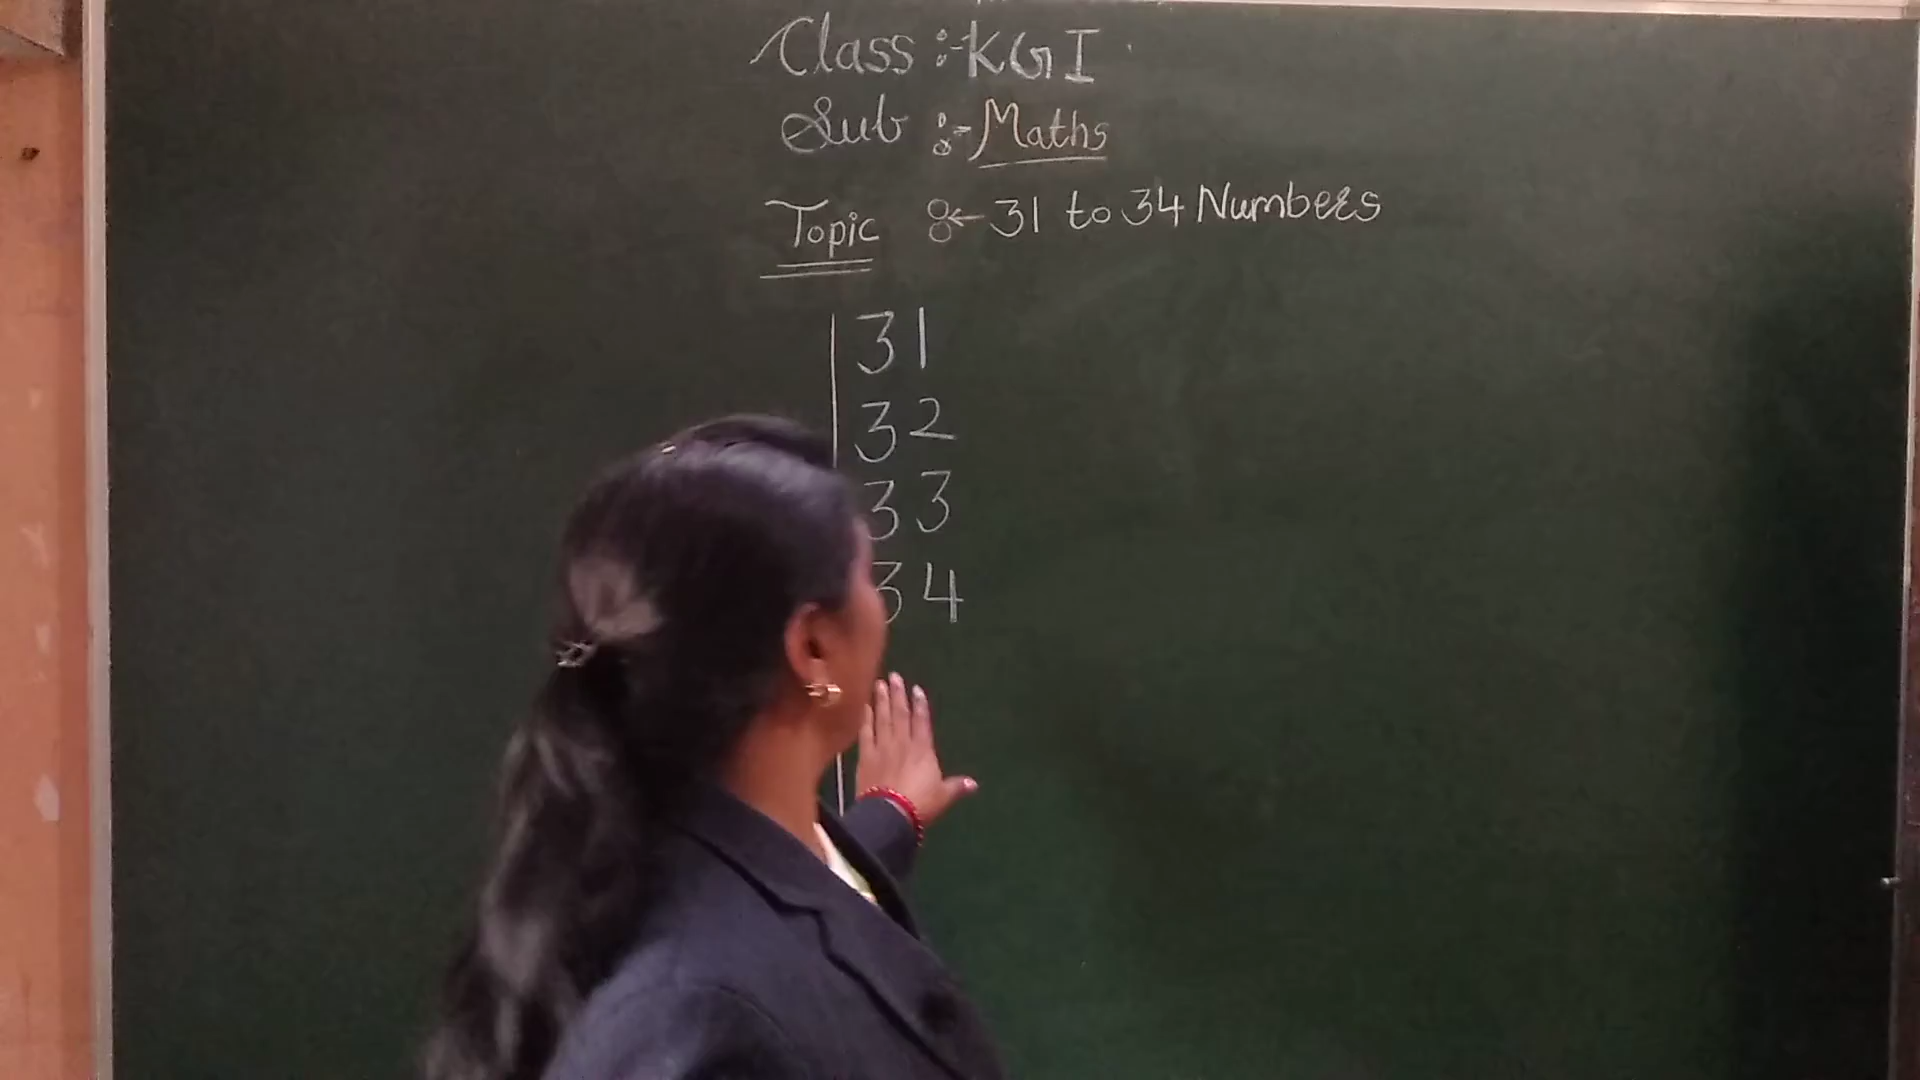 Class :- KG I
Sub :- Maths
Topic :- 31 to 34 Numbers
31
32
33
34